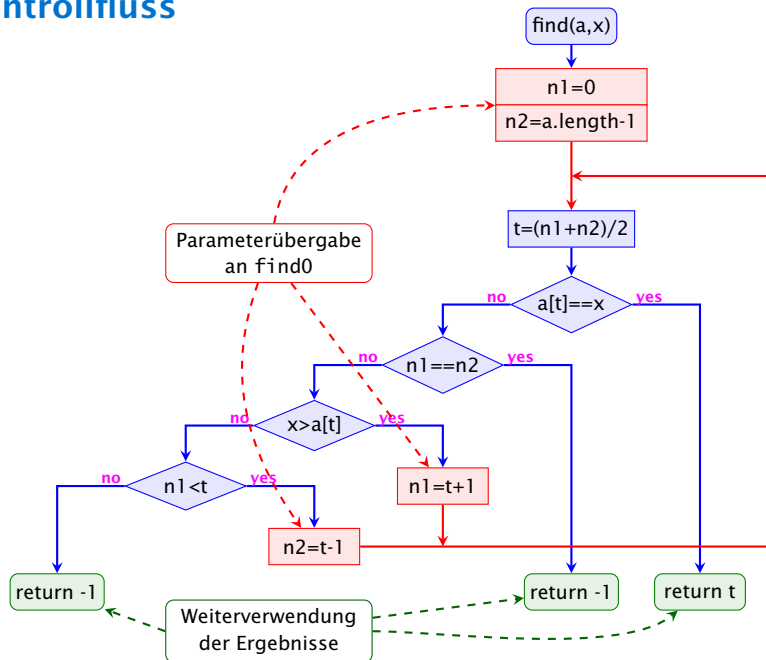 ntrollfluss
find(a,x)
n1=0
n2=a.length-1
t=(n1+n2)/2
Parameterübergabe
an find0
no
a[t]==x
yes
no
n1==n2
yes
no
x>a[t]
yes
no
n1<t
yes
n1=t+1
n2=t-1
return -1
return -1
return t
Weiterverwendung
der Ergebnisse